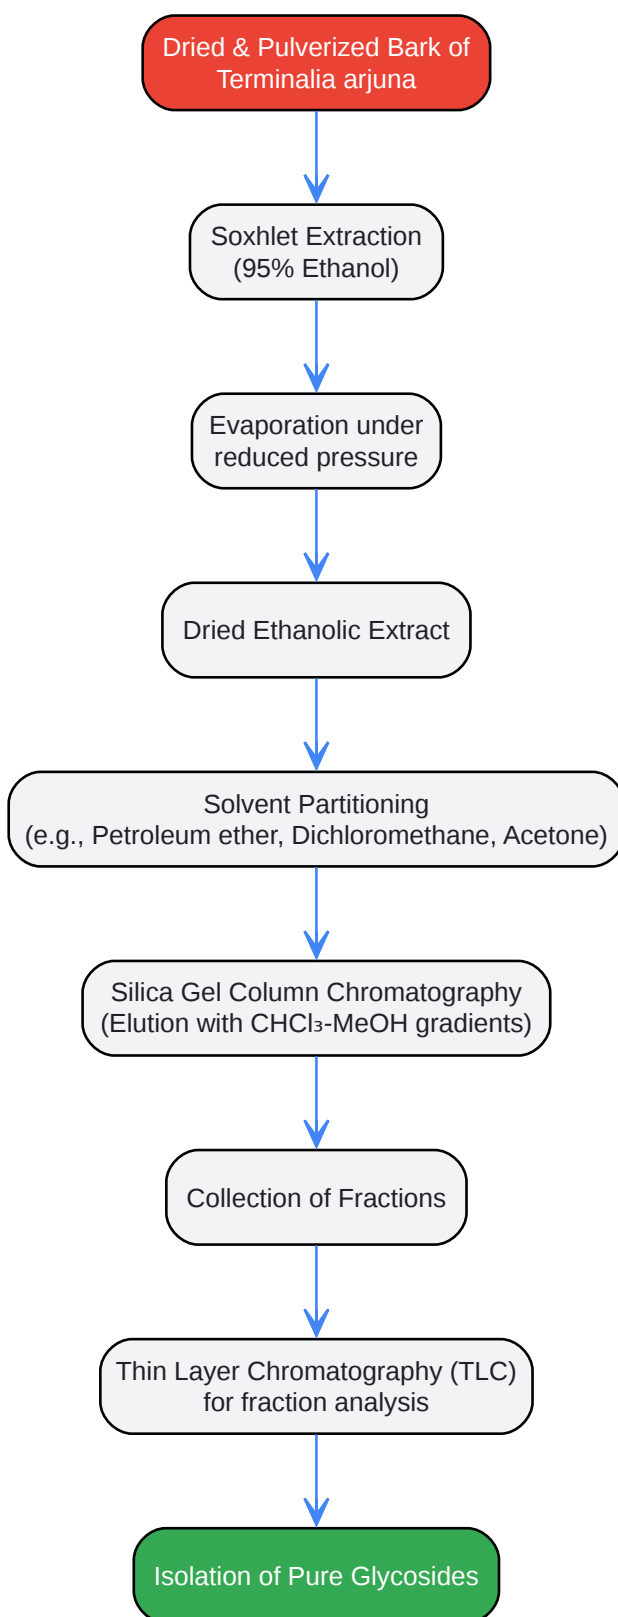 Dried & Pulverized Bark of
Terminalia arjuna
Soxhlet Extraction
(95% Ethanol)
Evaporation under
reduced pressure
Dried Ethanolic Extract
Solvent Partitioning
(e.g., Petroleum ether, Dichloromethane, Acetone)
Silica Gel Column Chromatography
(Elution with CHCl₃-MeOH gradients)
Collection of Fractions
Thin Layer Chromatography (TLC)
for fraction analysis
Isolation of Pure Glycosides